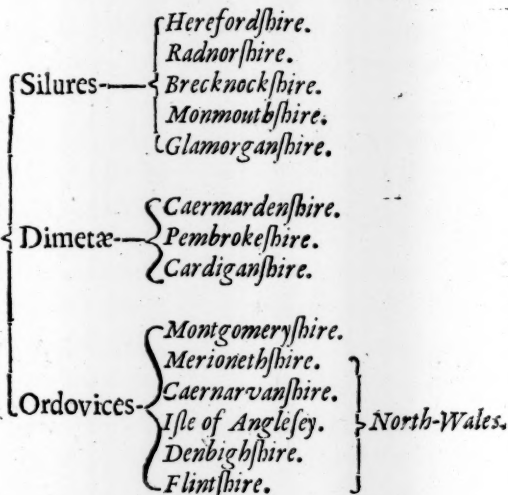 Herefordſhire.
Radnorſhire.
Silures
Brecknockſhire.
Monmouthſhire.
Glamorganſhire.
Caermardenſhire.
Dimetæ
Pembrokeſhire.
Cardiganſhire.
Montgomeryſhire.
Merionethſhire.
Caernarvanſhire.
Ordovices
Iſle of Angleſey.
North-Wales.
Denbighſhire.
Flintſhire.